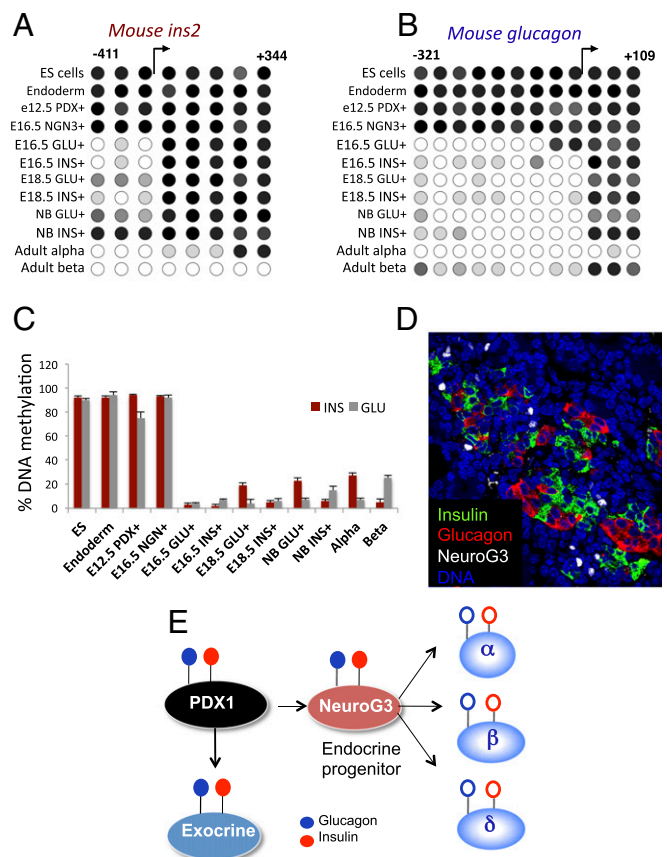 A
Mouse ins2
-411
+344
ES cells
Endoderm
e12.5 PDX+
E16.5 NGN3+
E16.5 GLU+
E16.5 INS+
E18.5 GLU+
E18.5 INS+
NB GLU+
NB INS+
Adult alpha
Adult beta
B
Mouse glucagon
-321
+109
ES cells
Endoderm
e12.5 PDX+
E16.5 NGN3+
E16.5 GLU+
E16.5 INS+
E18.5 GLU+
E18.5 INS+
NB GLU+
NB INS+
Adult alpha
Adult beta
C
% DNA methylation
120
100
80
60
40
20
0
INS GLU
ES
Endoderm
E12.5 PDX+
E16.5 NGN+
E16.5 GLU+
E16.5 INS+
E18.5 GLU+
E18.5 INS+
NB GLU+
NB INS+
Alpha
Beta
D
Insulin
Glucagon
NeuroG3
DNA
E
PDX1
NeuroG3
Endocrine
progenitor
Exocrine
α
β
δ
Glucagon
Insulin